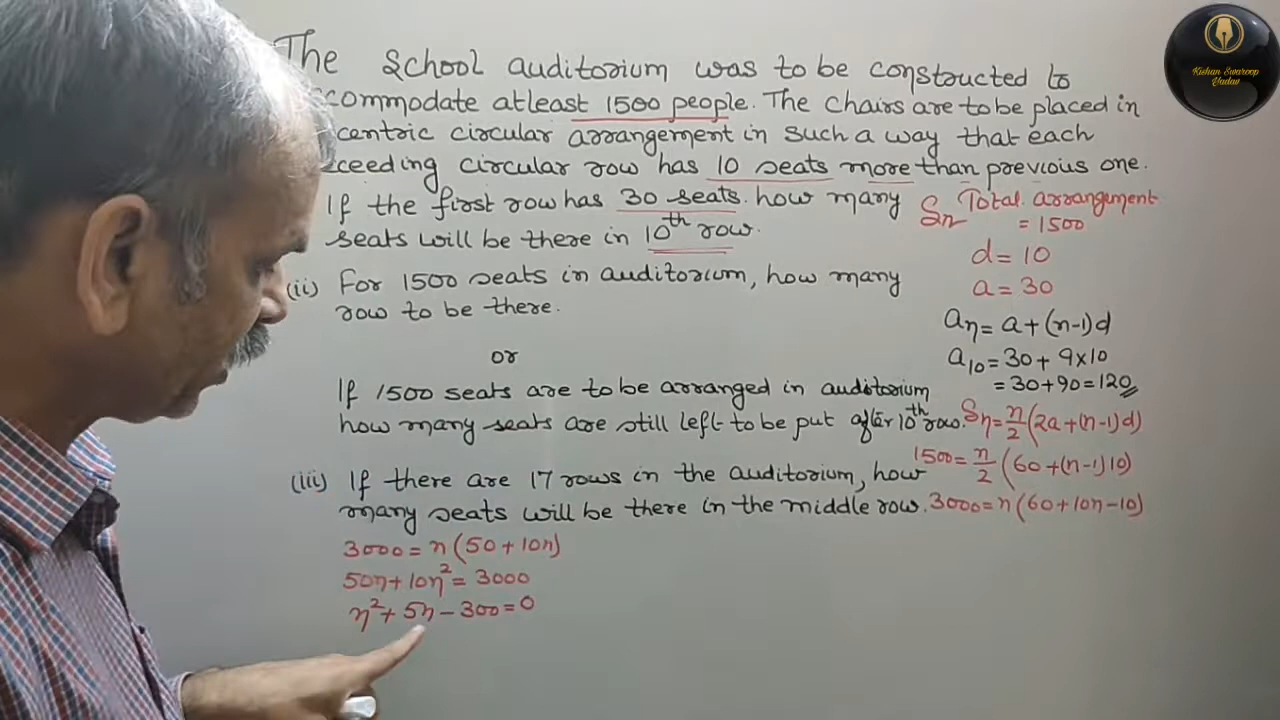 The School auditorium was to be constructed to
commodate atleast 1500 people. The chairs are to be placed in
centric circular arrangement in such a way that each
ceeding circular row has 10 seats more than previous one.
If the first row has 30 seats. how many
seats will be there in 10th row.
Sn Total arrangement
= 1500
d = 10
a = 30
(ii) For 1500 seats in auditorium, how many
row to be there.
or
If 1500 seats are to be arranged in auditorium
how many seats are still left to be put after 10th row.
an = a + (n-1)d
a10 = 30 + 9×10
= 30 + 90 = 120
Sn = n/2 (2a + (n-1)d)
1500 = n/2 (60 + (n-1)10)
(iii) If there are 17 rows in the auditorium, how
many seats will be there in the middle row.
3000 = n(60 + 10n - 10)
3000 = n(50 + 10n)
50n + 10n² = 3000
n² + 5n - 300 = 0
Kishan Swaroop
Yadav